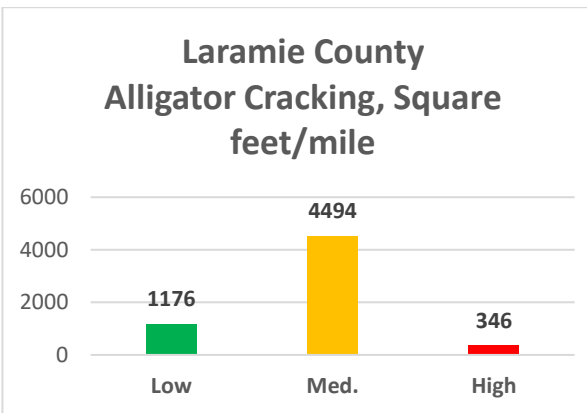 Laramie County
Alligator Cracking, Square
feet/mile
6000
4494
4000
2000
1176
346
0
Low Med. High